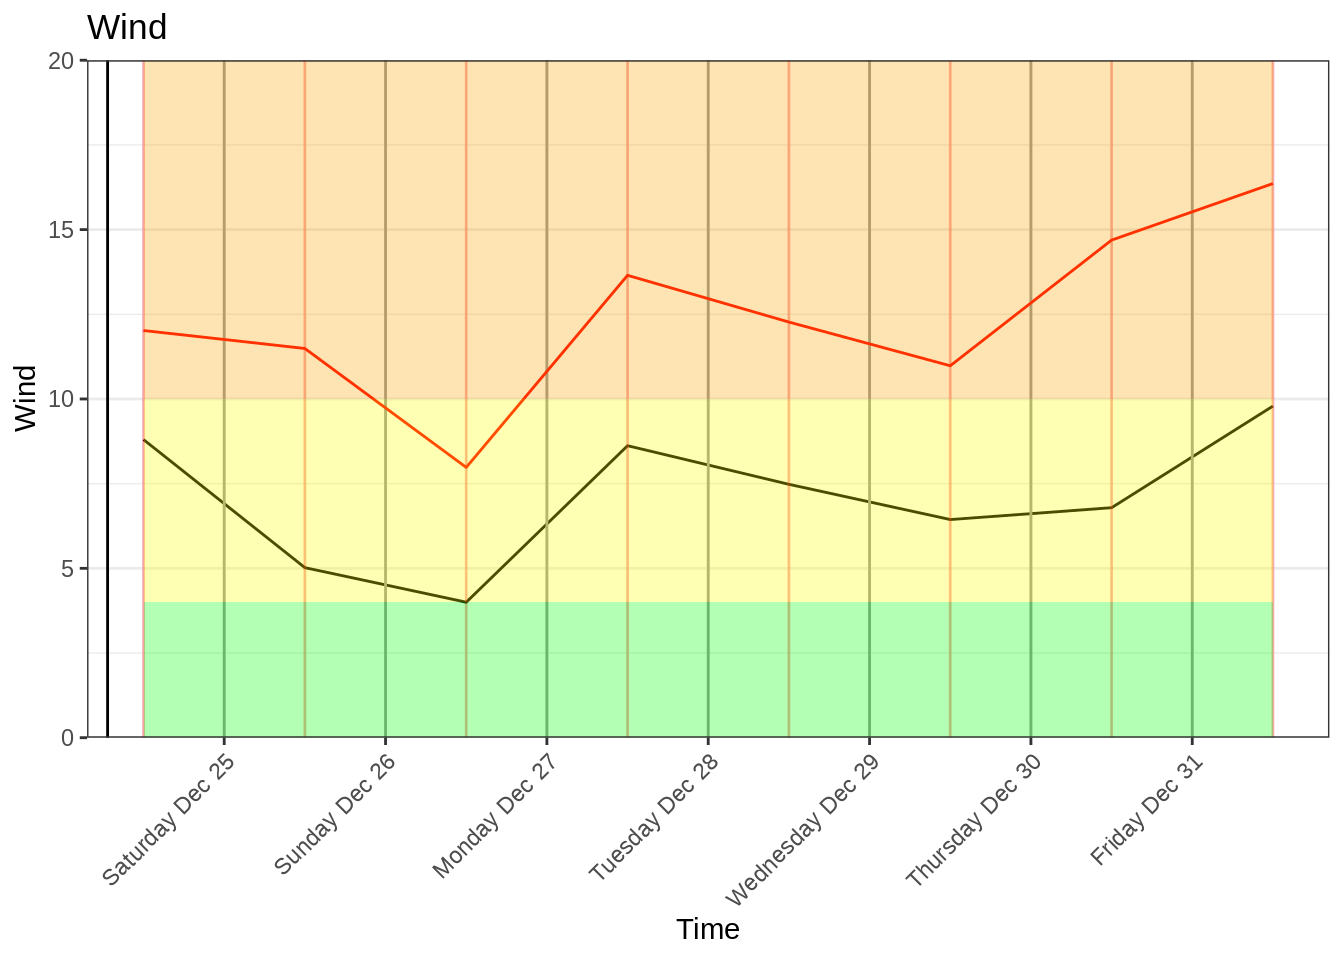 Wind
20
15
10
5
0
Wind
Saturday Dec 25
Sunday Dec 26
Monday Dec 27
Tuesday Dec 28
Wednesday Dec 29
Thursday Dec 30
Friday Dec 31
Time